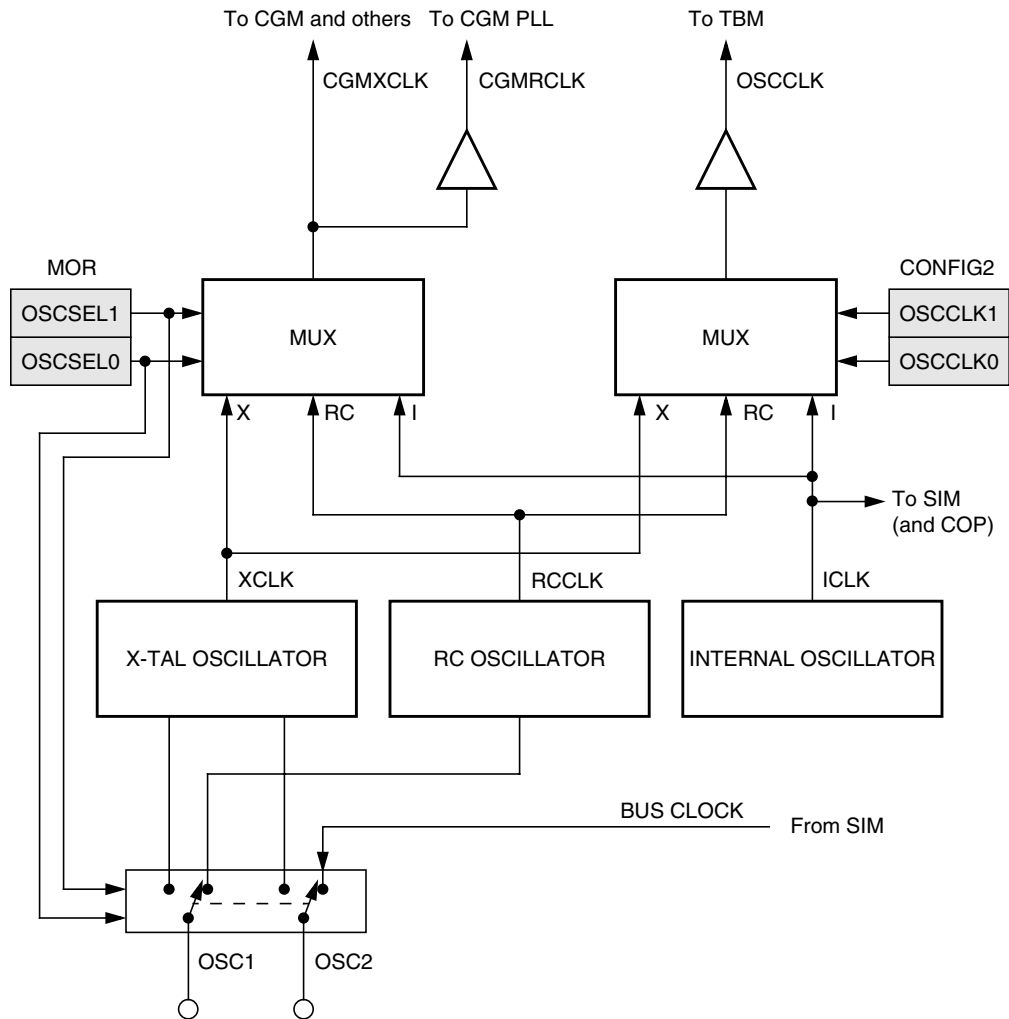 To CGM and others
To CGM PLL
To TBM
CGMXCLK
CGMRCLK
OSCCLK
MOR
CONFIG2
OSCSEL1
OSCSEL0
MUX
MUX
OSCCLK1
OSCCLK0
X
RC
I
X
RC
I
To SIM
(and COP)
XCLK
RCCLK
ICLK
X-TAL OSCILLATOR
RC OSCILLATOR
INTERNAL OSCILLATOR
BUS CLOCK
From SIM
OSC1
OSC2